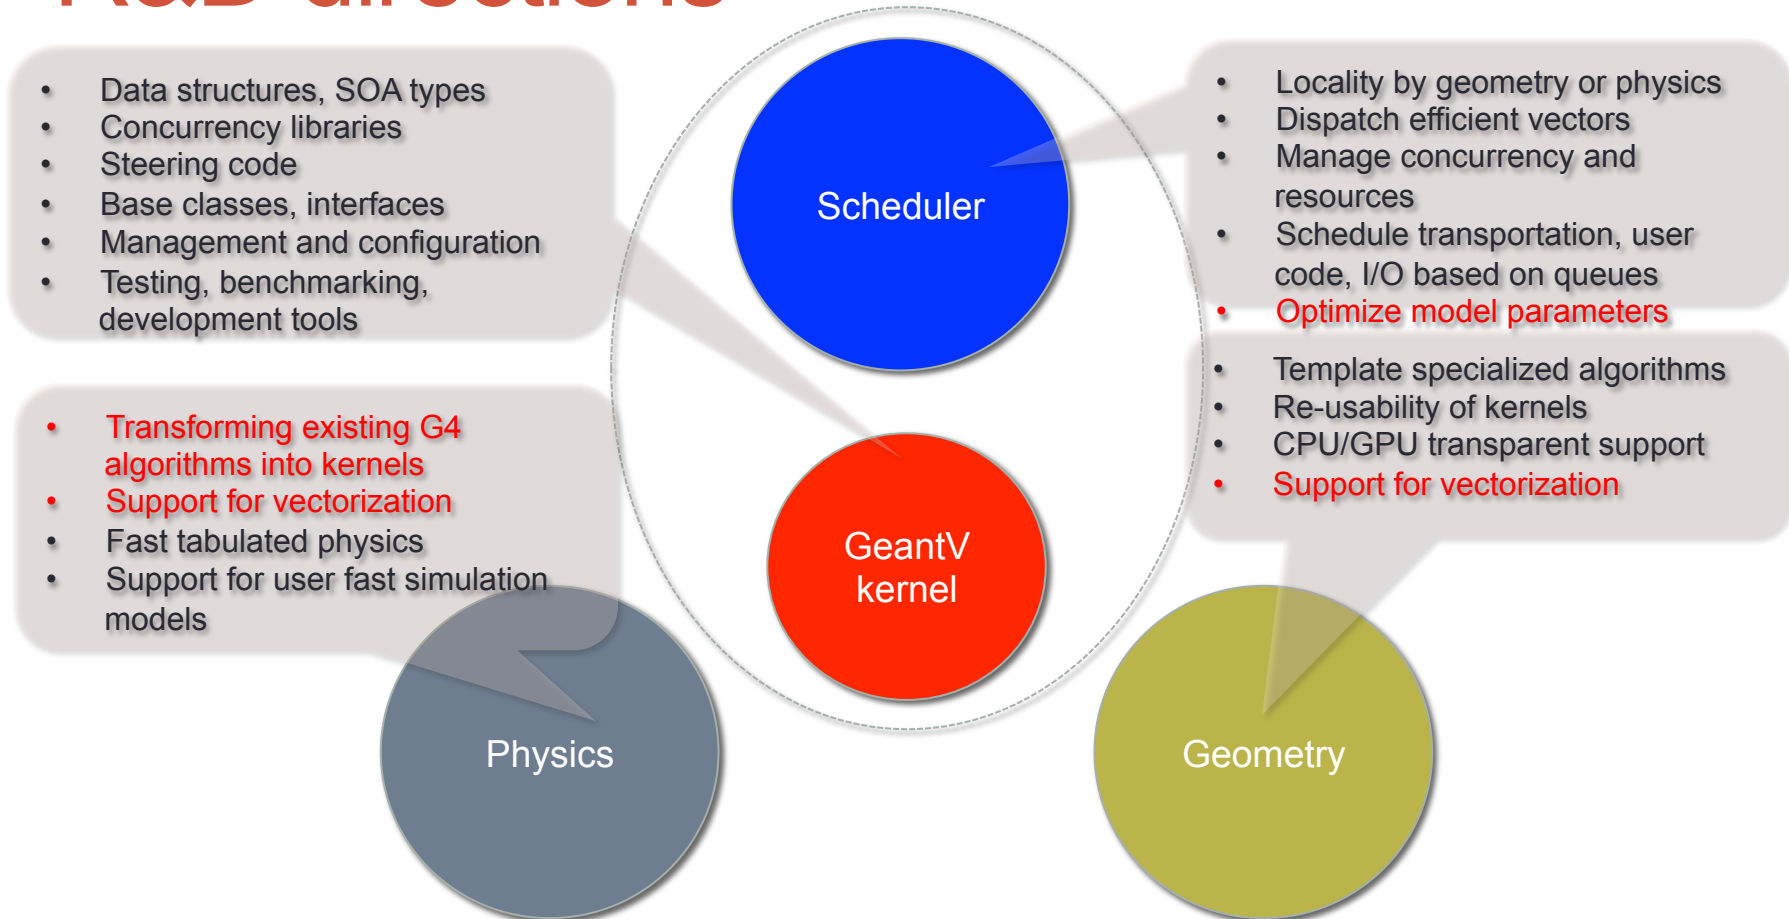 R&D directions
• Data structures, SOA types
• Concurrency libraries
• Steering code
• Base classes, interfaces
• Management and configuration
• Testing, benchmarking,
development tools
• Transforming existing G4
algorithms into kernels
• Support for vectorization
• Fast tabulated physics
• Support for user fast simulation
models
Scheduler
GeantV
kernel
Physics
Geometry
• Locality by geometry or physics
• Dispatch efficient vectors
• Manage concurrency and
resources
• Schedule transportation, user
code, I/O based on queues
• Optimize model parameters
• Template specialized algorithms
• Re-usability of kernels
• CPU/GPU transparent support
• Support for vectorization